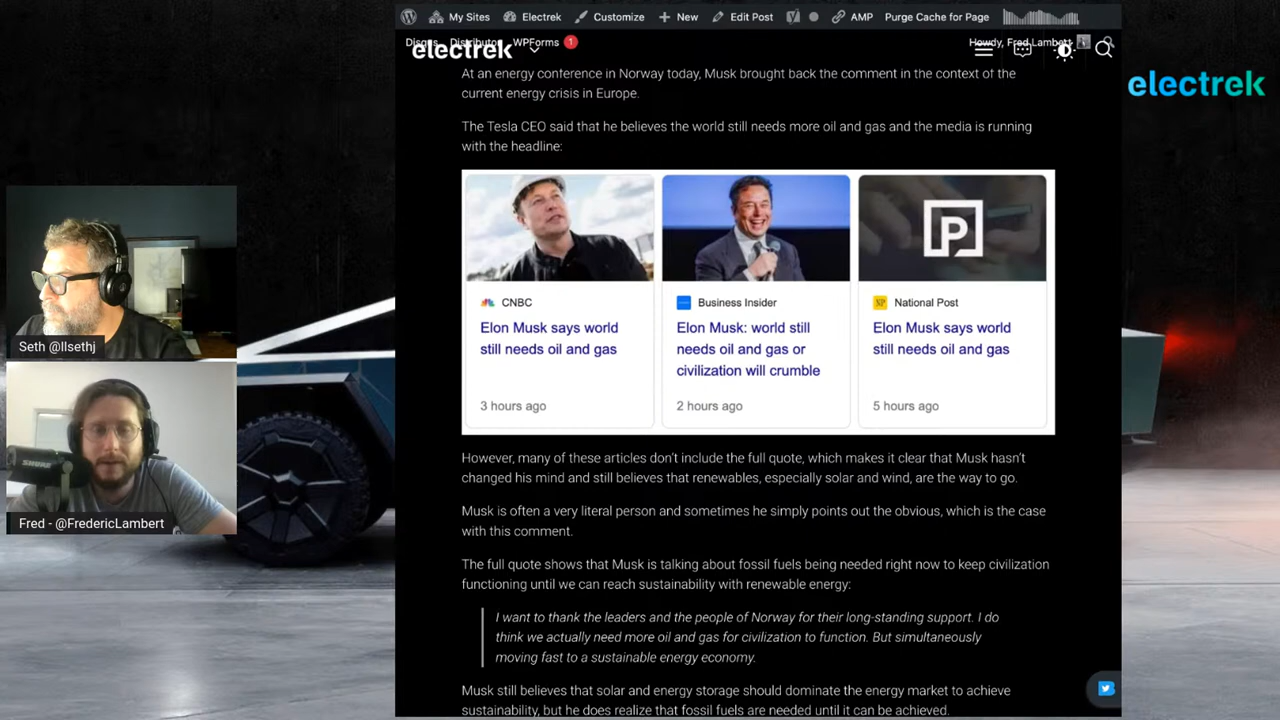 My Sites Electrek Customize New Edit Post AMP Purge Cache for Page
Disqus Distributor WPForms 1 Howdy, Fred Lambert
electrek
electrek
At an energy conference in Norway today, Musk brought back the comment in the context of the
current energy crisis in Europe.
The Tesla CEO said that he believes the world still needs more oil and gas and the media is running
with the headline:
P
CNBC
Elon Musk says world
still needs oil and gas
3 hours ago
Business Insider
Elon Musk: world still
needs oil and gas or
civilization will crumble
2 hours ago
NP National Post
Elon Musk says world
still needs oil and gas
5 hours ago
However, many of these articles don't include the full quote, which makes it clear that Musk hasn't
changed his mind and still believes that renewables, especially solar and wind, are the way to go.
Musk is often a very literal person and sometimes he simply points out the obvious, which is the case
with this comment.
The full quote shows that Musk is talking about fossil fuels being needed right now to keep civilization
functioning until we can reach sustainability with renewable energy:
I want to thank the leaders and the people of Norway for their long-standing support. I do
think we actually need more oil and gas for civilization to function. But simultaneously
moving fast to a sustainable energy economy.
Musk still believes that solar and energy storage should dominate the energy market to achieve
sustainability, but he does realize that fossil fuels are needed until it can be achieved.
Seth @llsethj
SHURE
Fred - @FredericLambert